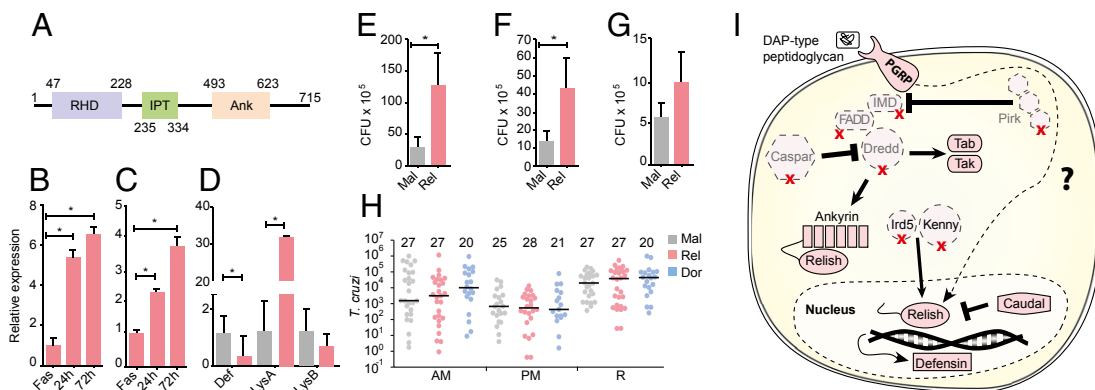 A
47 228 493 623
1 RHD IPT Ank 715
235 334
B
Relative expression
8
6
4
2
0
Fas 24h 72h
*
*
C
5
4
3
2
1
0
Fas 24h 72h
*
*
D
40
30
20
2
0
Def LysA LysB
*
*
E
CFU x 10⁵
200
150
100
50
0
Mal Rel
*
F
CFU x 10⁵
70
60
50
40
30
20
10
0
Mal Rel
*
G
CFU x 10⁵
15
10
5
0
Mal Rel
H
Mal
Rel
Dor
27 27 20 25 28 21 27 27 20
T. cruzi
10⁷
10⁶
10⁵
10⁴
10³
10²
10¹
10⁰
10⁻¹
AM PM R
I
DAP-type
peptidoglycan
PGRP
IMD
X
FADD
X
Pirk
X
Caspar
X
Dredd
X
Tab
Tak
?
Ankyrin
Relish
Ird5
X
Kenny
X
Nucleus
Relish
Caudal
Defensin